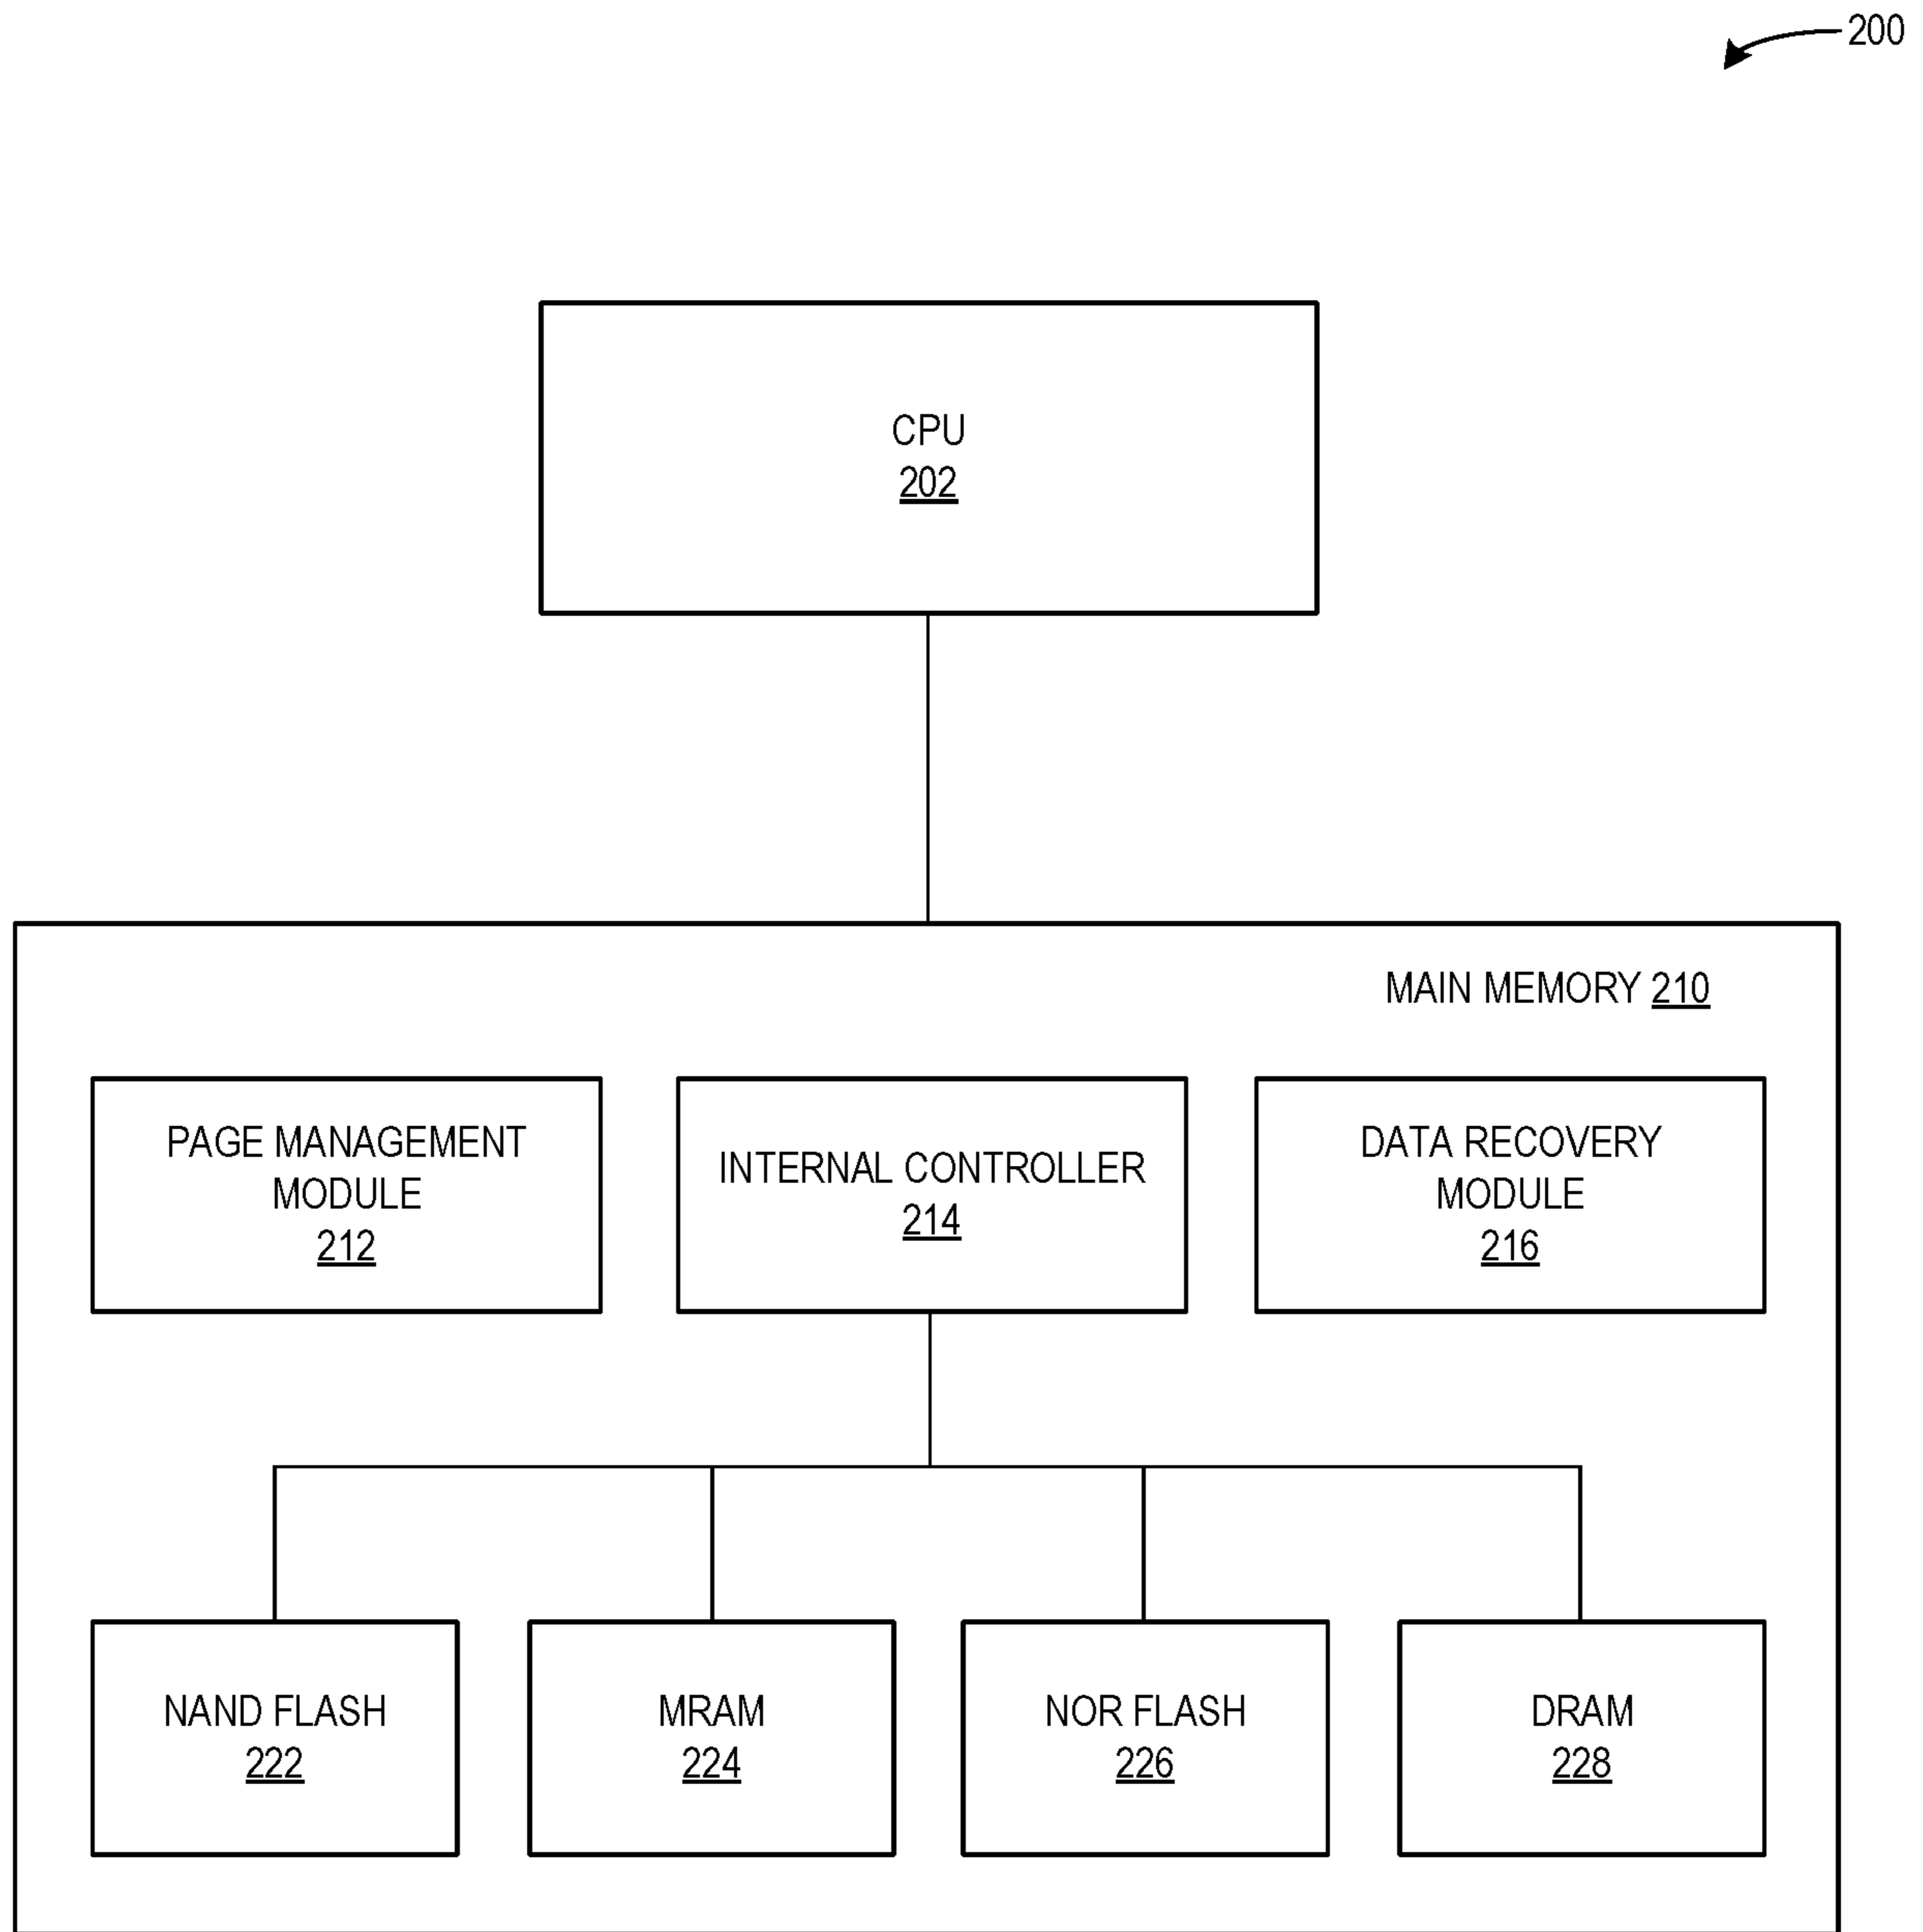 200
CPU
202
MAIN MEMORY 210
PAGE MANAGEMENT
MODULE
212
INTERNAL CONTROLLER
214
DATA RECOVERY
MODULE
216
NAND FLASH
222
MRAM
224
NOR FLASH
226
DRAM
228